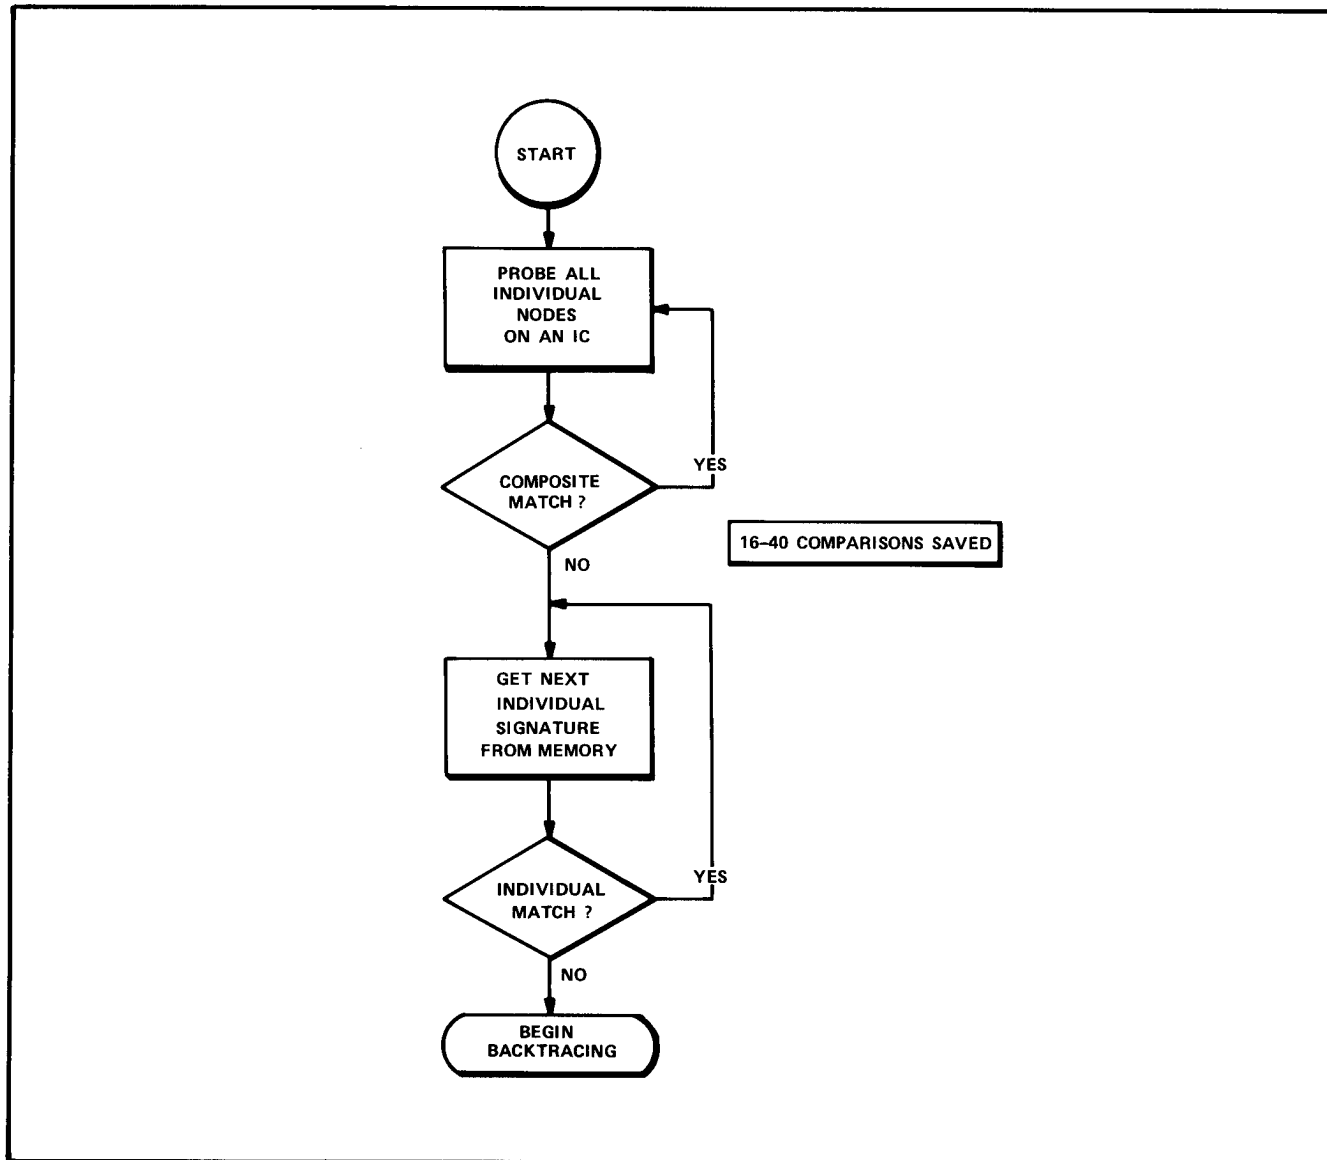 START
PROBE ALL
INDIVIDUAL
NODES
ON AN IC
YES
COMPOSITE
MATCH ?
16–40 COMPARISONS SAVED
NO
GET NEXT
INDIVIDUAL
SIGNATURE
FROM MEMORY
YES
INDIVIDUAL
MATCH ?
NO
BEGIN
BACKTRACING